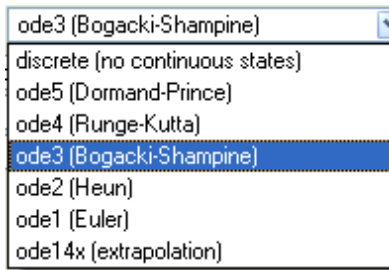 ode3 (Bogacki-Shampine)
discrete (no continuous states)
ode5 (Dormand-Prince)
ode4 (Runge-Kutta)
ode3 (Bogacki-Shampine)
ode2 (Heun)
ode1 (Euler)
ode14x (extrapolation)